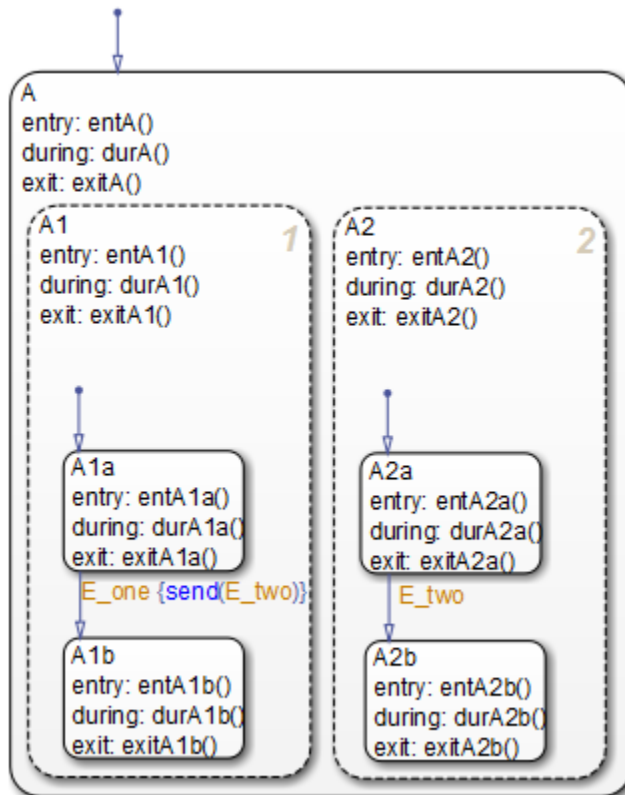 A
entry: entA()
during: durA()
exit: exitA()
A1
1
entry: entA1()
during: durA1()
exit: exitA1()
A1a
entry: entA1a()
during: durA1a()
exit: exitA1a()
E_one {send(E_two)}
A1b
entry: entA1b()
during: durA1b()
exit: exitA1b()
A2
2
entry: entA2()
during: durA2()
exit: exitA2()
A2a
entry: entA2a()
during: durA2a()
exit: exitA2a()
E_two
A2b
entry: entA2b()
during: durA2b()
exit: exitA2b()